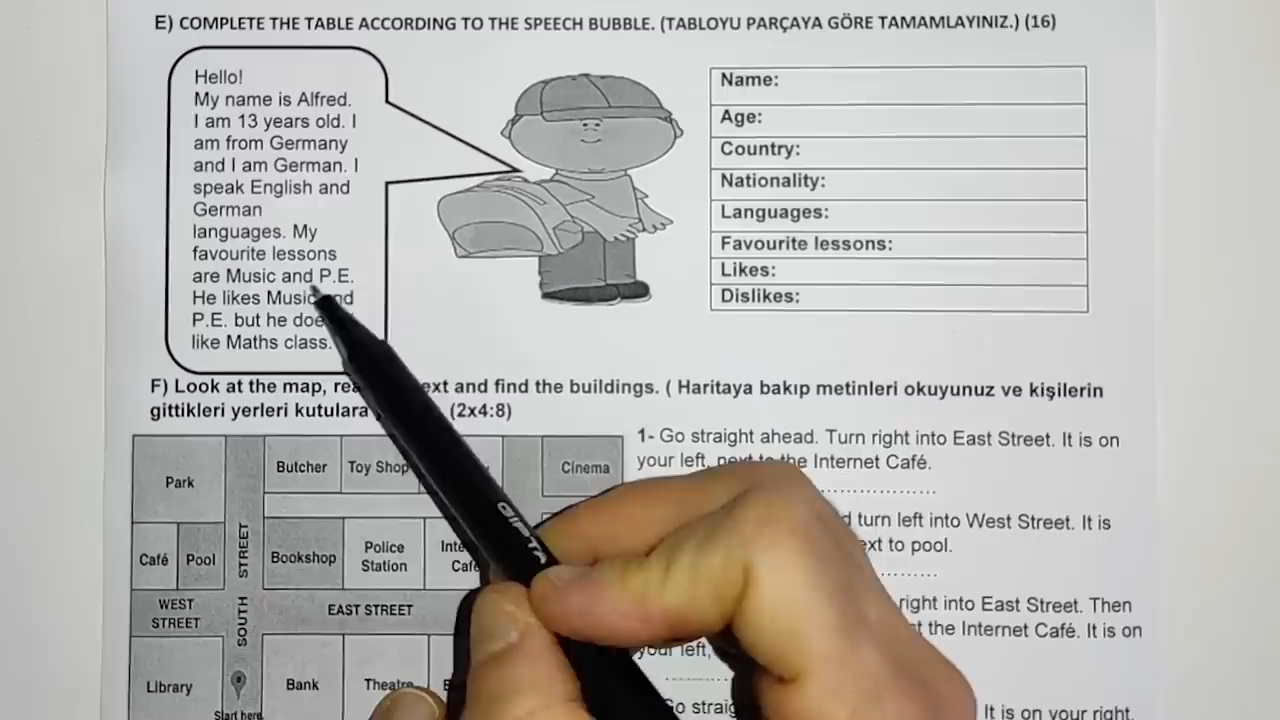 E) COMPLETE THE TABLE ACCORDING TO THE SPEECH BUBBLE. (TABLOYU PARÇAYA GÖRE TAMAMLAYINIZ.) (16)
Hello!
My name is Alfred.
I am 13 years old. I
am from Germany
and I am German. I
speak English and
German
languages. My
favourite lessons
are Music and P.E.
He likes Music and
P.E. but he
like Maths class.
Name:
Age:
Country:
Nationality:
Languages:
Favourite lessons:
Likes:
Dislikes:
F) Look at the map, text and find the buildings. ( Haritaya bakıp metinleri okuyunuz ve kişilerin
gittikleri yerleri kutulara (2x4:8)
Park
Butcher
Toy Shop
Cinema
Café
Pool
STREET
Bookshop
Police
Station
WEST
STREET
SOUTH
EAST STREET
Library
Bank
Theatre
Start here
1- Go straight ahead. Turn right into East Street. It is on
your left, next to the Internet Café.
turn left into West Street. It is
next to pool.
right into East Street. Then
the Internet Café. It is on
your left,
Go It is on your right.
GIPTA